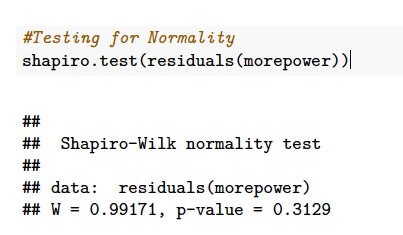 #Testing for Normality
shapiro.test(residuals(morepower))
##
## Shapiro-Wilk normality test
##
## data: residuals(morepower)
## W = 0.99171, p-value = 0.3129